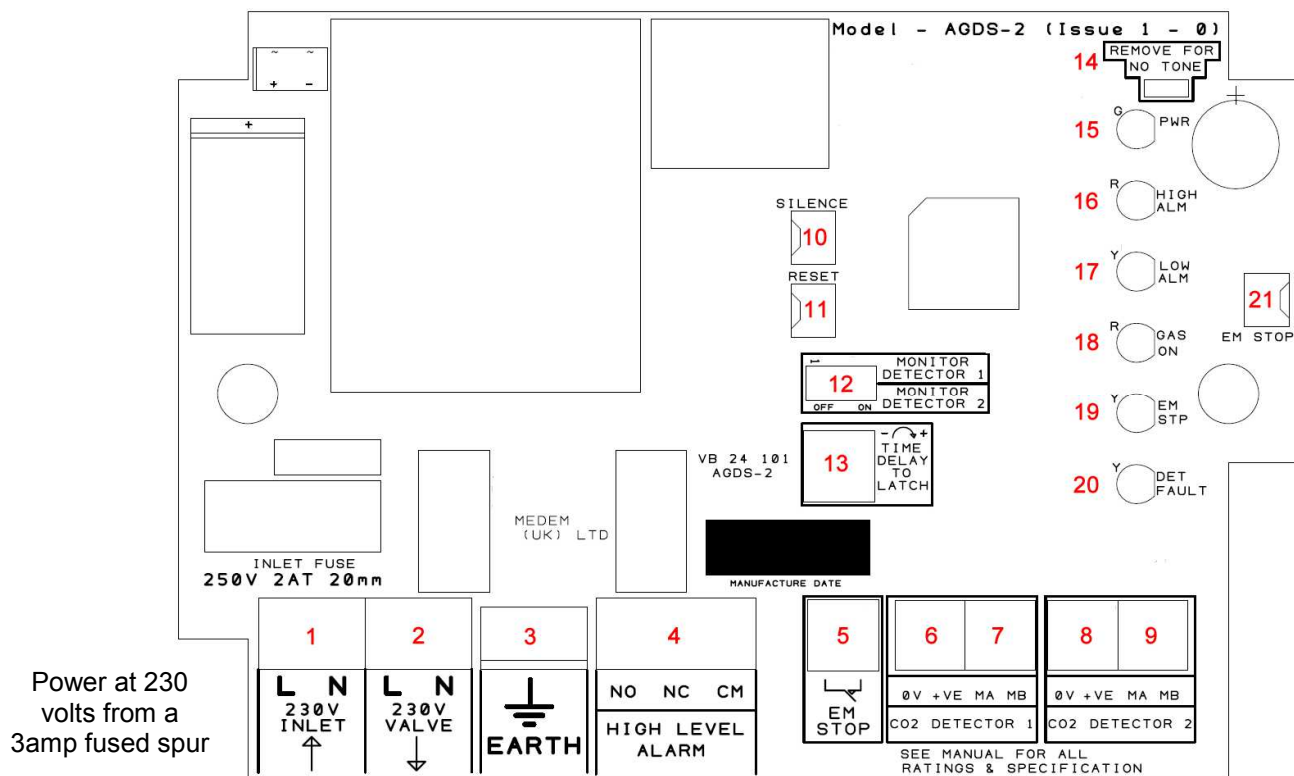 Model - AGDS-2 (Issue 1 - 0)
14
REMOVE FOR
NO TONE
~ ~
+ -
+
+
15
G
PWR
16
R
HIGH
ALM
SILENCE
10
17
Y
LOW
ALM
RESET
11
21
EM STOP
18
R
GAS
ON
1
12
OFF ON
MONITOR
DETECTOR 1
MONITOR
DETECTOR 2
19
Y
EM
STP
VB 24 101
AGDS-2
13
- +
TIME
DELAY
TO
LATCH
20
Y
DET
FAULT
MEDEM
(UK) LTD
INLET FUSE
250V 2AT 20mm
MANUFACTURE DATE
1
2
3
4
5
6
7
8
9
Power at 230
volts from a
3amp fused spur
L N
230V
INLET
L N
230V
VALVE
EARTH
NO NC CM
HIGH LEVEL
ALARM
EM
STOP
0V +VE MA MB
CO2 DETECTOR 1
0V +VE MA MB
CO2 DETECTOR 2
SEE MANUAL FOR ALL
RATINGS & SPECIFICATION